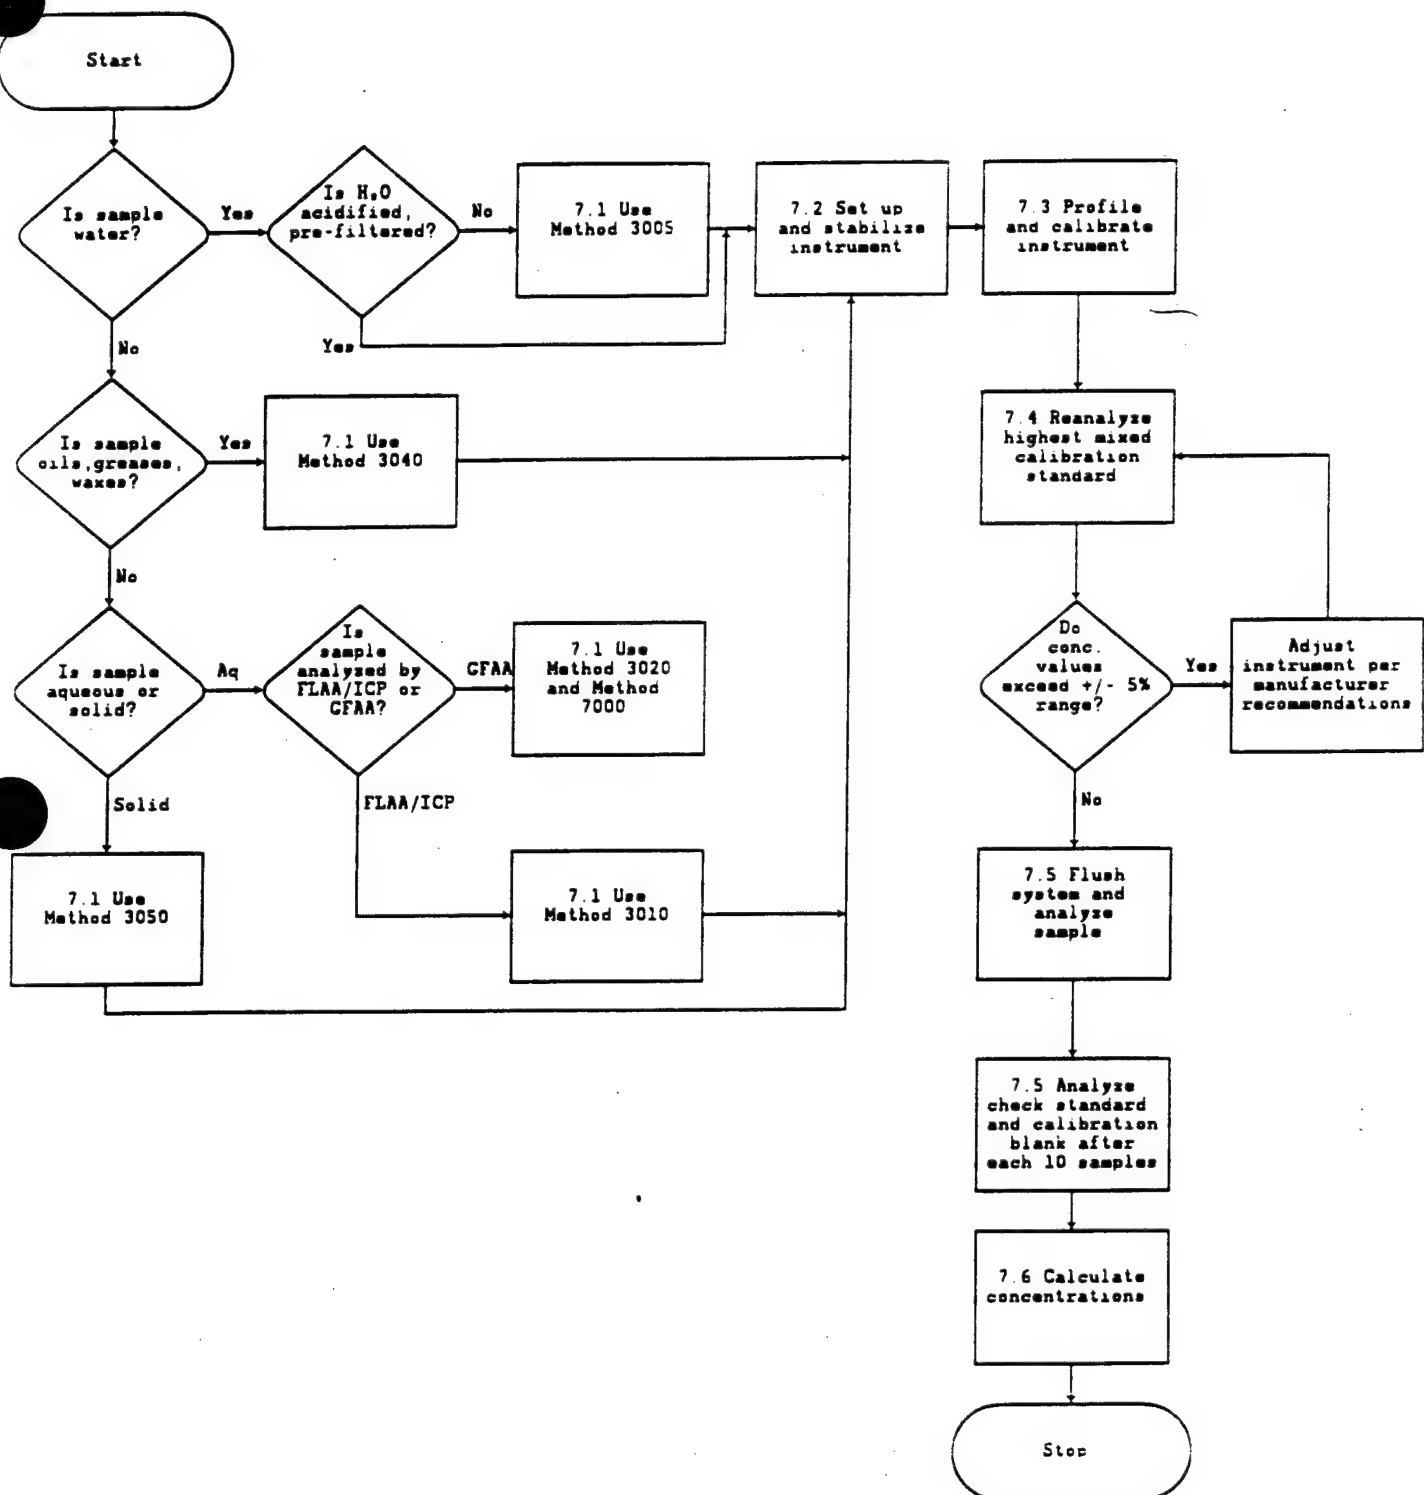 Start
Is sample
water?
Yes
Is H₂O
acidified,
pre-filtered?
No
7.1 Use
Method 3005
7.2 Set up
and stabilize
instrument
7.3 Profile
and calibrate
instrument
Yes
No
Is sample
oils,greases,
waxes?
Yes
7.1 Use
Method 3040
7.4 Reanalyze
highest mixed
calibration
standard
No
Is sample
aqueous or
solid?
Aq
Is
sample
analyzed by
FLAA/ICP or
GFAA?
GFAA
7.1 Use
Method 3020
and Method
7000
Do
conc.
values
exceed +/- 5%
range?
Yes
Adjust
instrument per
manufacturer
recommendations
Solid
FLAA/ICP
No
7.1 Use
Method 3050
7.1 Use
Method 3010
7.5 Flush
system and
analyze
sample
7.5 Analyze
check standard
and calibration
blank after
each 10 samples
7.6 Calculate
concentrations
Stop